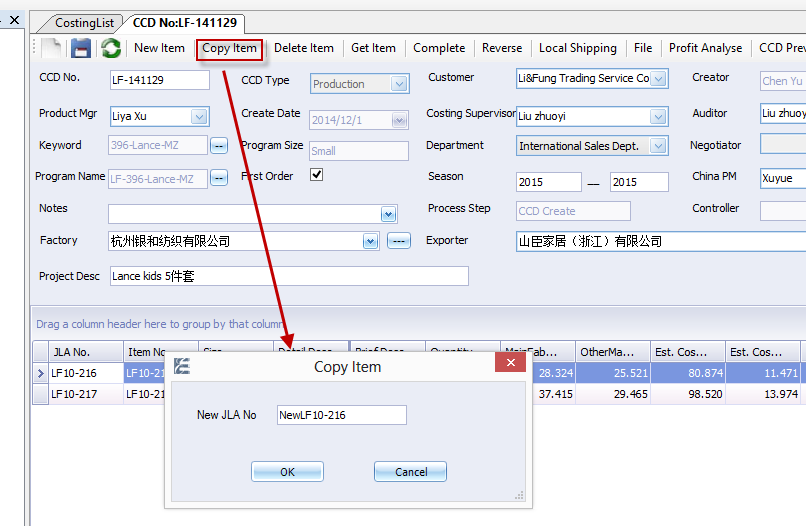 CostingList CCD No:LF-141129
New Item Copy Item Delete Item Get Item Complete Reverse Local Shipping File Profit Analyse CCD Prev
CCD No. LF-141129 CCD Type Production Customer Li&Fung Trading Service Co Creator Chen Yu
Product Mgr Liya Xu Create Date 2014/12/1 Costing Supervisor Liu zhuoyi Auditor Liu zhuoy
Keyword 396-Lance-MZ Program Size Small Department International Sales Dept. Negotiator
Program Name LF-396-Lance-MZ First Order Season 2015 — 2015 China PM Xuyue
Notes Process Step CCD Create Controller
Factory 杭州银和纺织有限公司 Exporter 山臣家居（浙江）有限公司
Project Desc Lance kids 5件套
Drag a column header here to group by that column
JLA No. Item No Size Detail Desc Brief Desc Quantity MainFab... OtherMa... Est. Cos... Est. Cos...
LF10-216 LF10-21 28.324 25.521 80.874 11.471
LF10-217 LF10-2 37.415 29.465 98.520 13.974
Copy Item
New JLA No NewLF10-216
OK Cancel